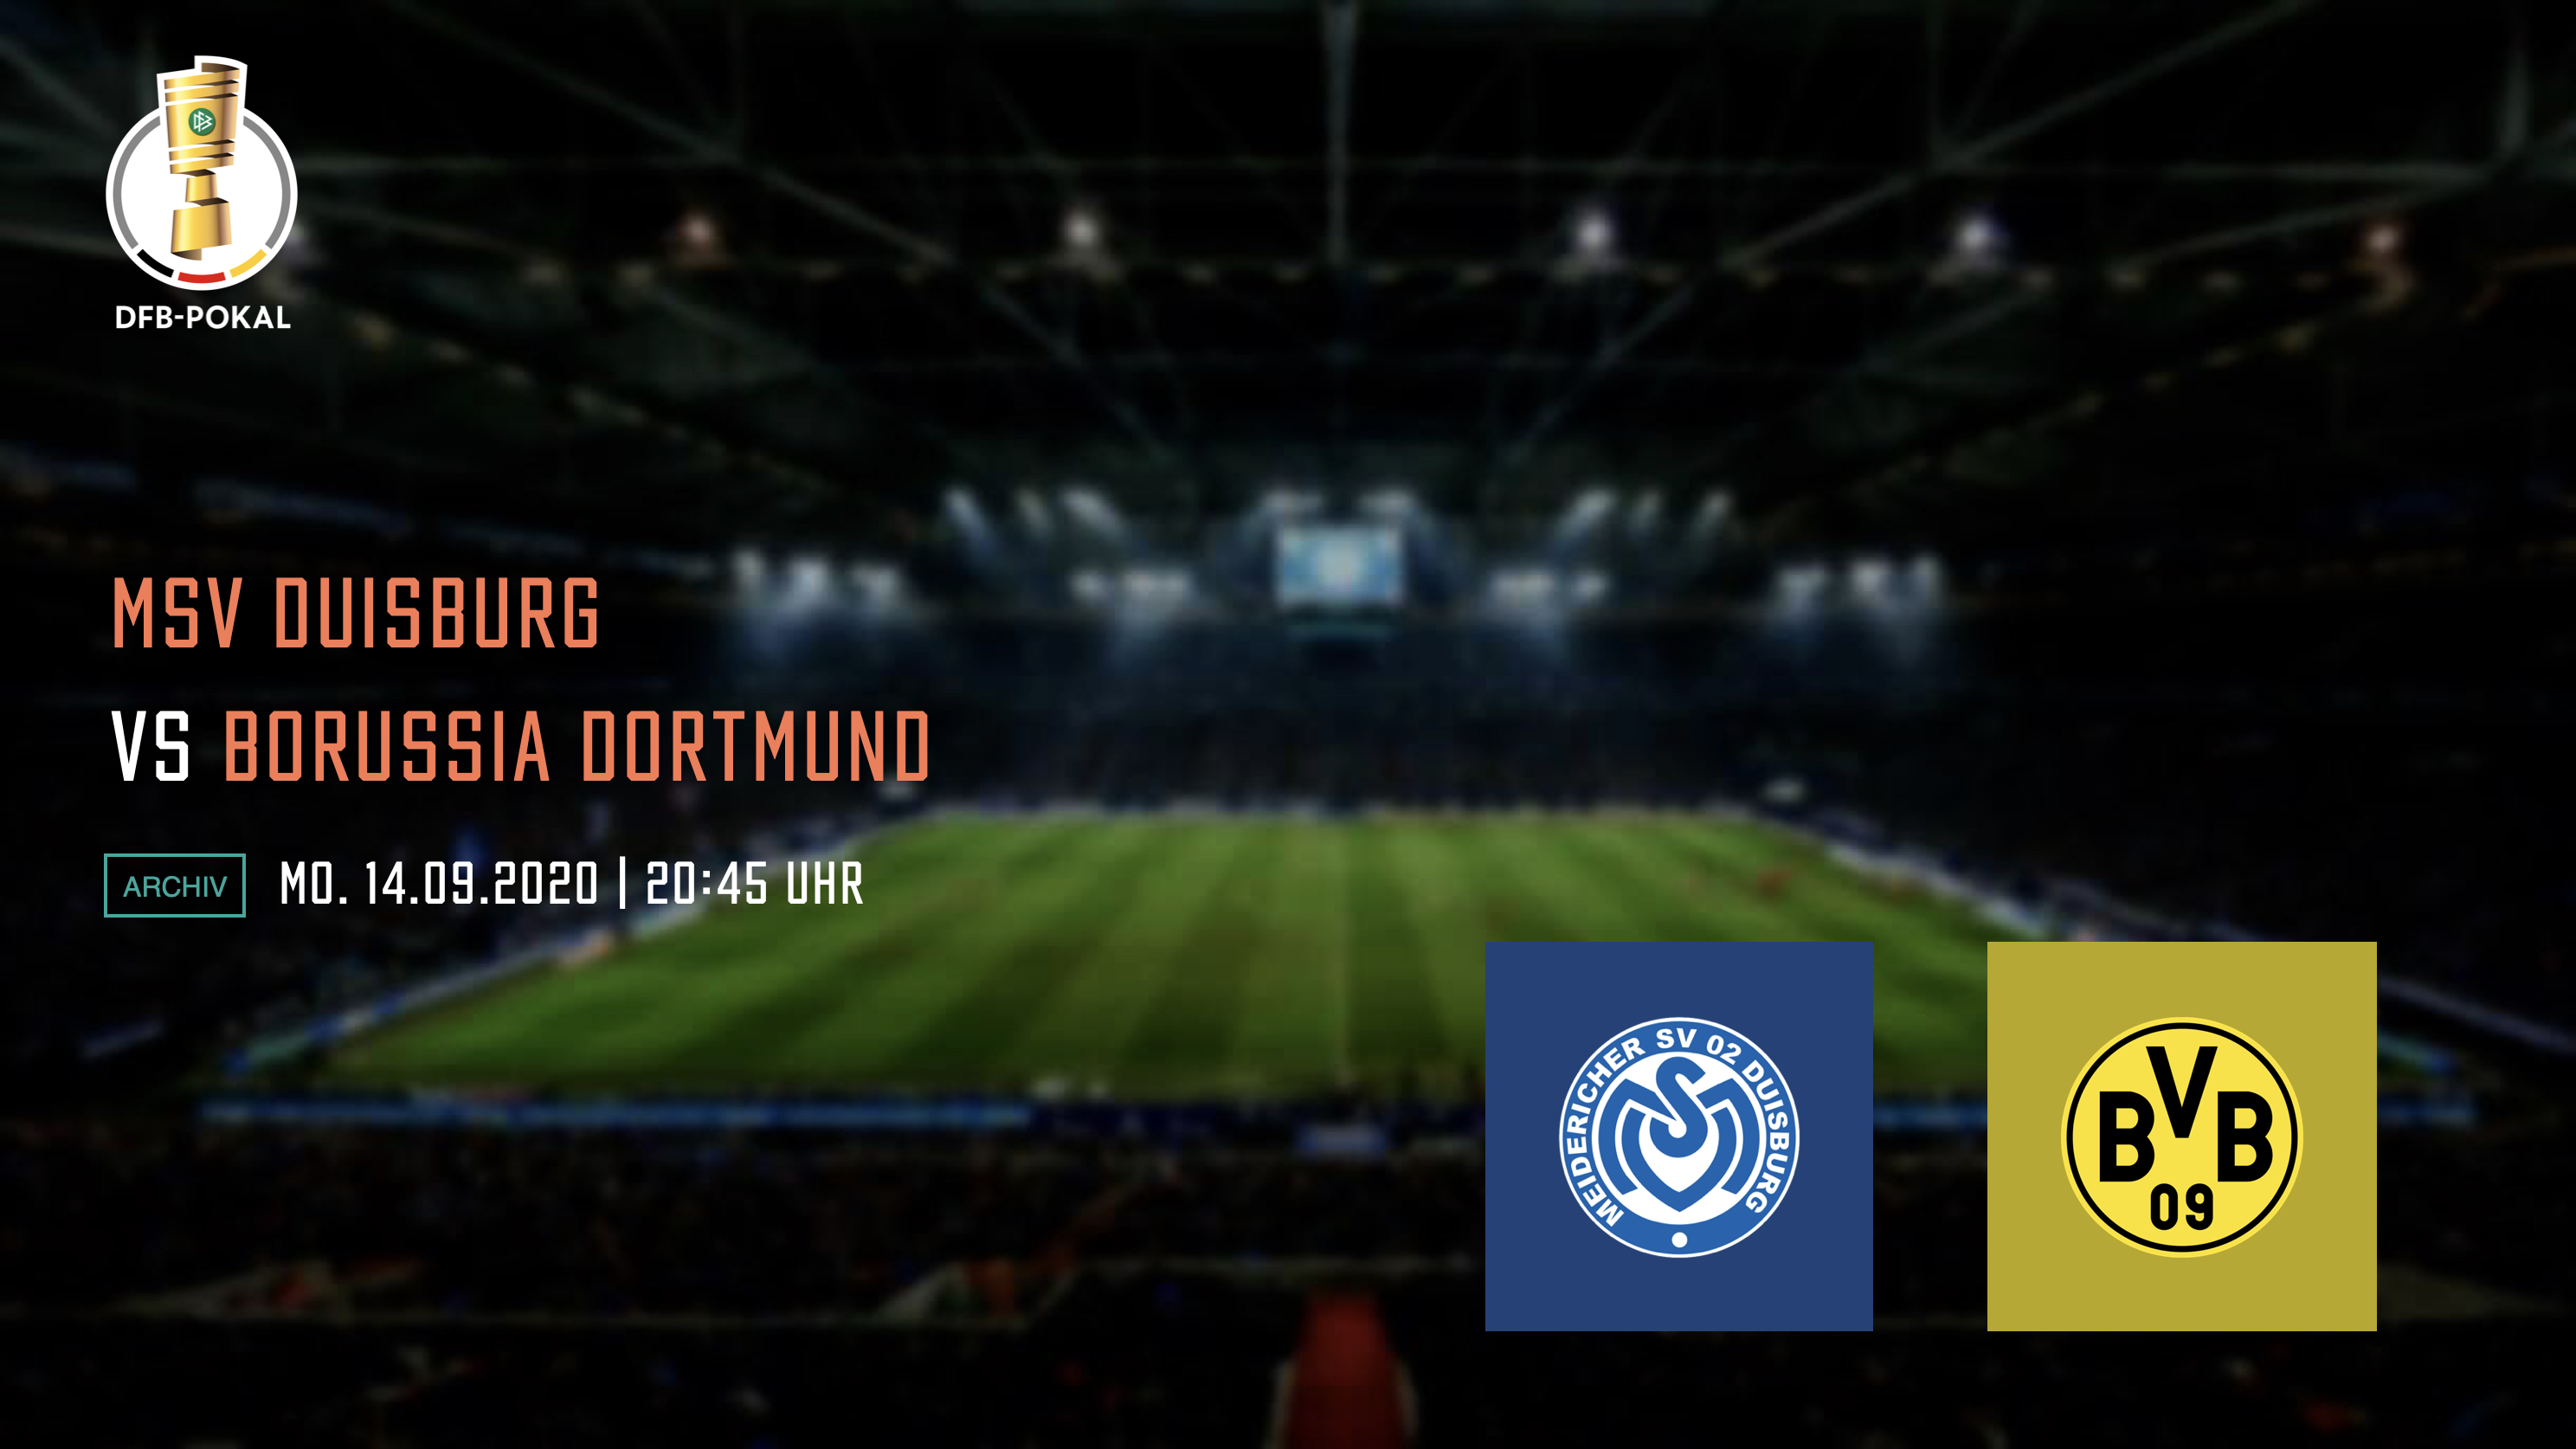 DFB-POKAL
MSV DUISBURG
VS BORUSSIA DORTMUND
ARCHIV MO. 14.09.2020 | 20:45 UHR
MEIDERICHER SV 02 DUISBURG
BVB
09